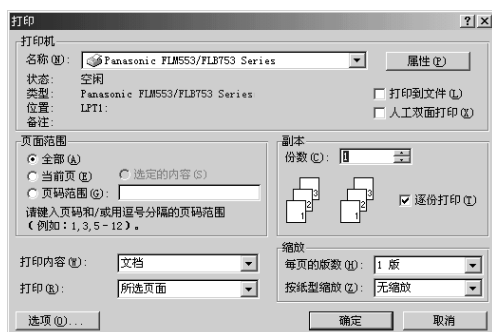 打印
打印机
名称(N): Panasonic FLM553/FLB753 Series 属性(P)
状态: 空闲
类型: Panasonic FLM553/FLB753 Series 打印到文件(L)
位置: LPT1: 人工双面打印(X)
备注:
页面范围 副本
全部(A) 份数(C): 1
当前页(E) 选定的内容(S)
页码范围(G): 逐份打印(T)
请键入页码和/或用逗号分隔的页码范围
(例如:1,3,5-12)。
3 3
2 2
1 1
缩放
打印内容(W): 文档 每页的版数(H): 1 版
打印(R): 所选页面 按纸型缩放(Z): 无缩放
选项(O)... 确定 取消